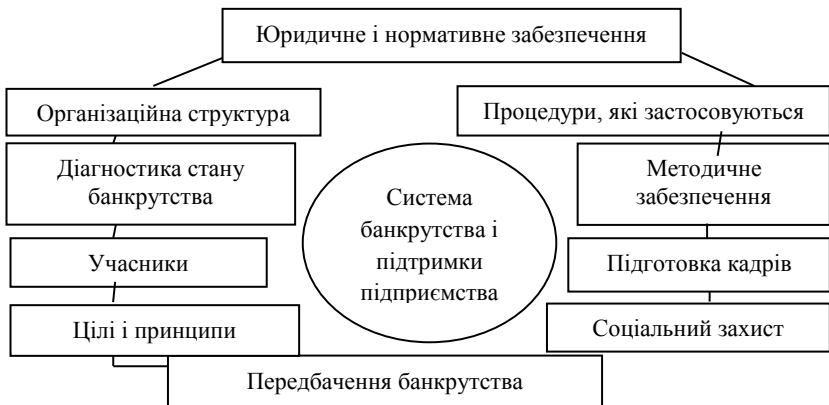 Юридичне і нормативне забезпечення
Організаційна структура
Процедури, які застосовуються
Діагностика стану
банкрутства
Методичне
забезпечення
Система
банкрутства і
підтримки
підприємства
Учасники
Підготовка кадрів
Цілі і принципи
Соціальний захист
Передбачення банкрутства